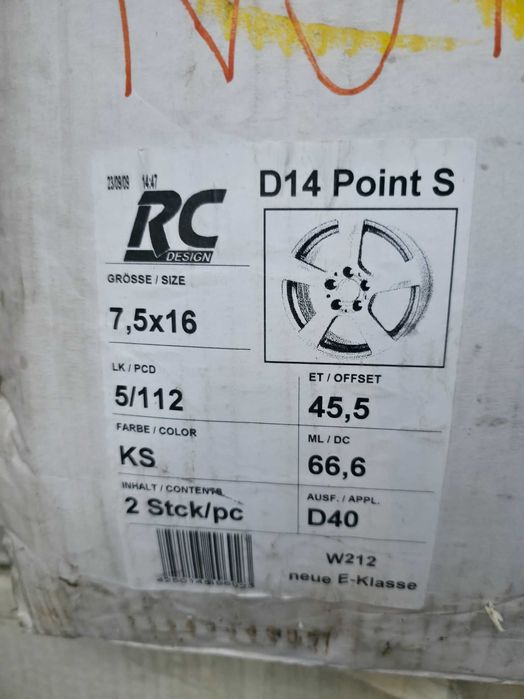 23/09/09 14:47
RC
DESIGN
D14 Point S
GRÖSSE / SIZE
7,5x16
LK / PCD
5/112
ET / OFFSET
45,5
FARBE / COLOR
KS
ML / DC
66,6
INHALT / CONTENTS
2 Stck/pc
AUSF. / APPL.
D40
W212
neue E-Klasse